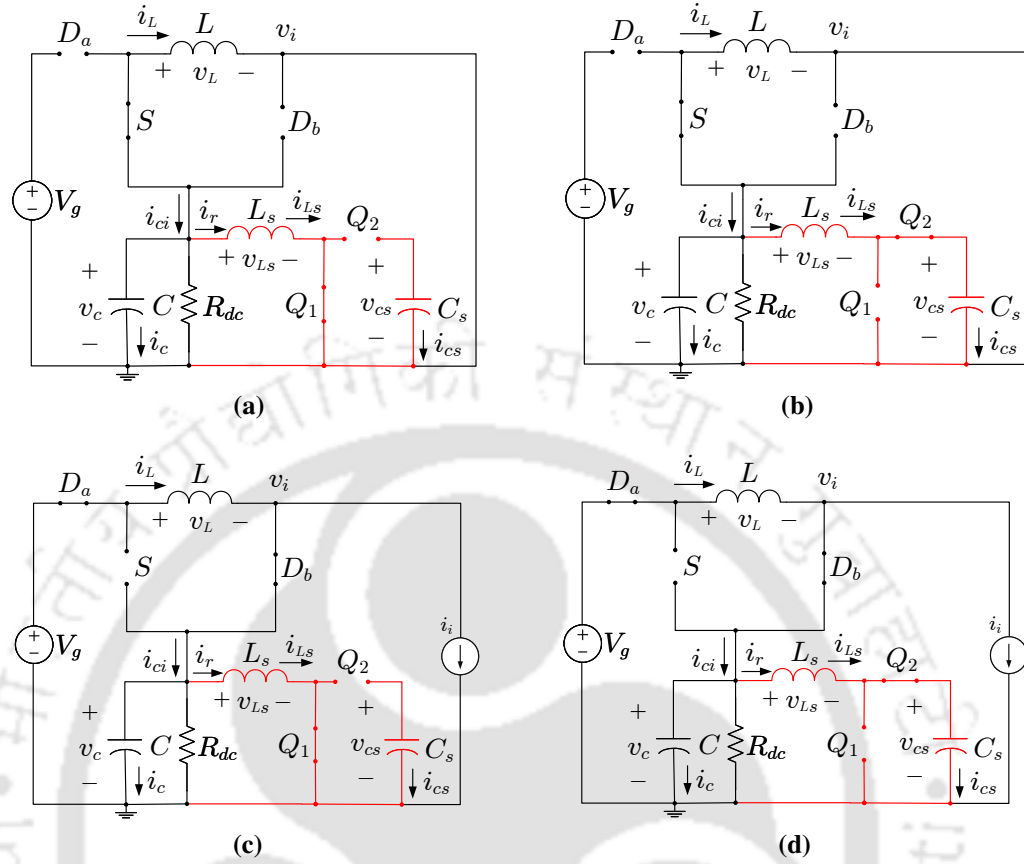 D_a i_L L v_i
+ v_L −
S D_b
+ − V_g
i_ci i_r L_s i_Ls Q_2
+ + v_Ls − +
v_c C R_dc Q_1 v_cs C_s
− i_c − i_cs
(a)
D_a i_L L v_i
+ v_L −
S D_b
+ − V_g
i_ci i_r L_s i_Ls Q_2
+ + v_Ls − +
v_c C R_dc Q_1 v_cs C_s
− i_c − i_cs
(b)
D_a i_L L v_i
+ v_L −
S D_b
i_i
+ − V_g
i_ci i_r L_s i_Ls Q_2
+ + v_Ls − +
v_c C R_dc Q_1 v_cs C_s
− i_c − i_cs
(c)
D_a i_L L v_i
+ v_L −
S D_b
i_i
+ − V_g
i_ci i_r L_s i_Ls Q_2
+ + v_Ls − +
v_c C R_dc Q_1 v_cs C_s
− i_c − i_cs
(d)